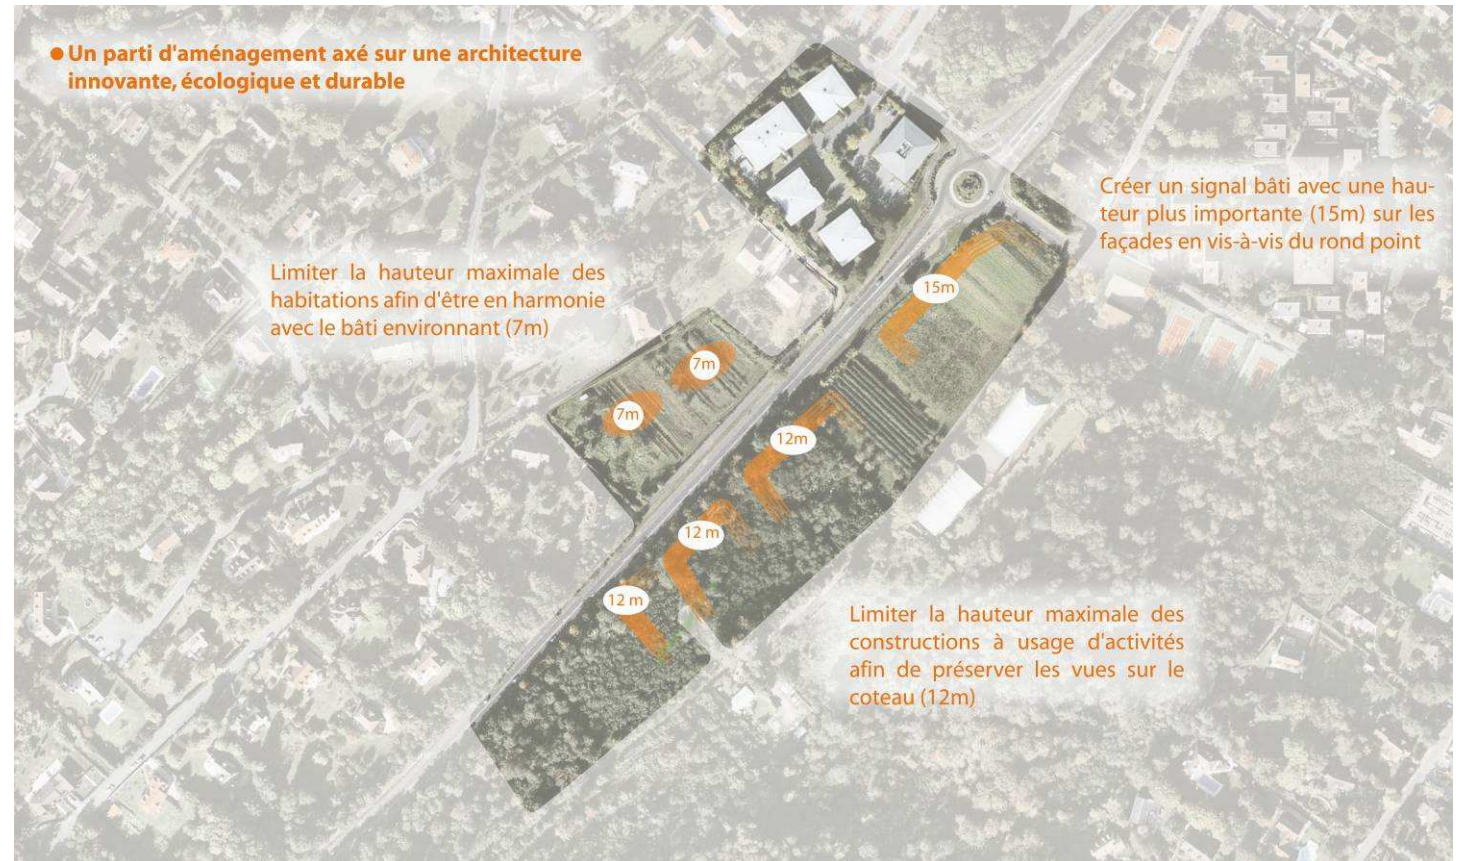 ● Un parti d'aménagement axé sur une architecture
innovante, écologique et durable
Créer un signal bâti avec une hau-
teur plus importante (15m) sur les
façades en vis-à-vis du rond point
Limiter la hauteur maximale des
habitations afin d'être en harmonie
avec le bâti environnant (7m)
15m
7m
7m
12m
12 m
12 m
Limiter la hauteur maximale des
constructions à usage d'activités
afin de préserver les vues sur le
coteau (12m)